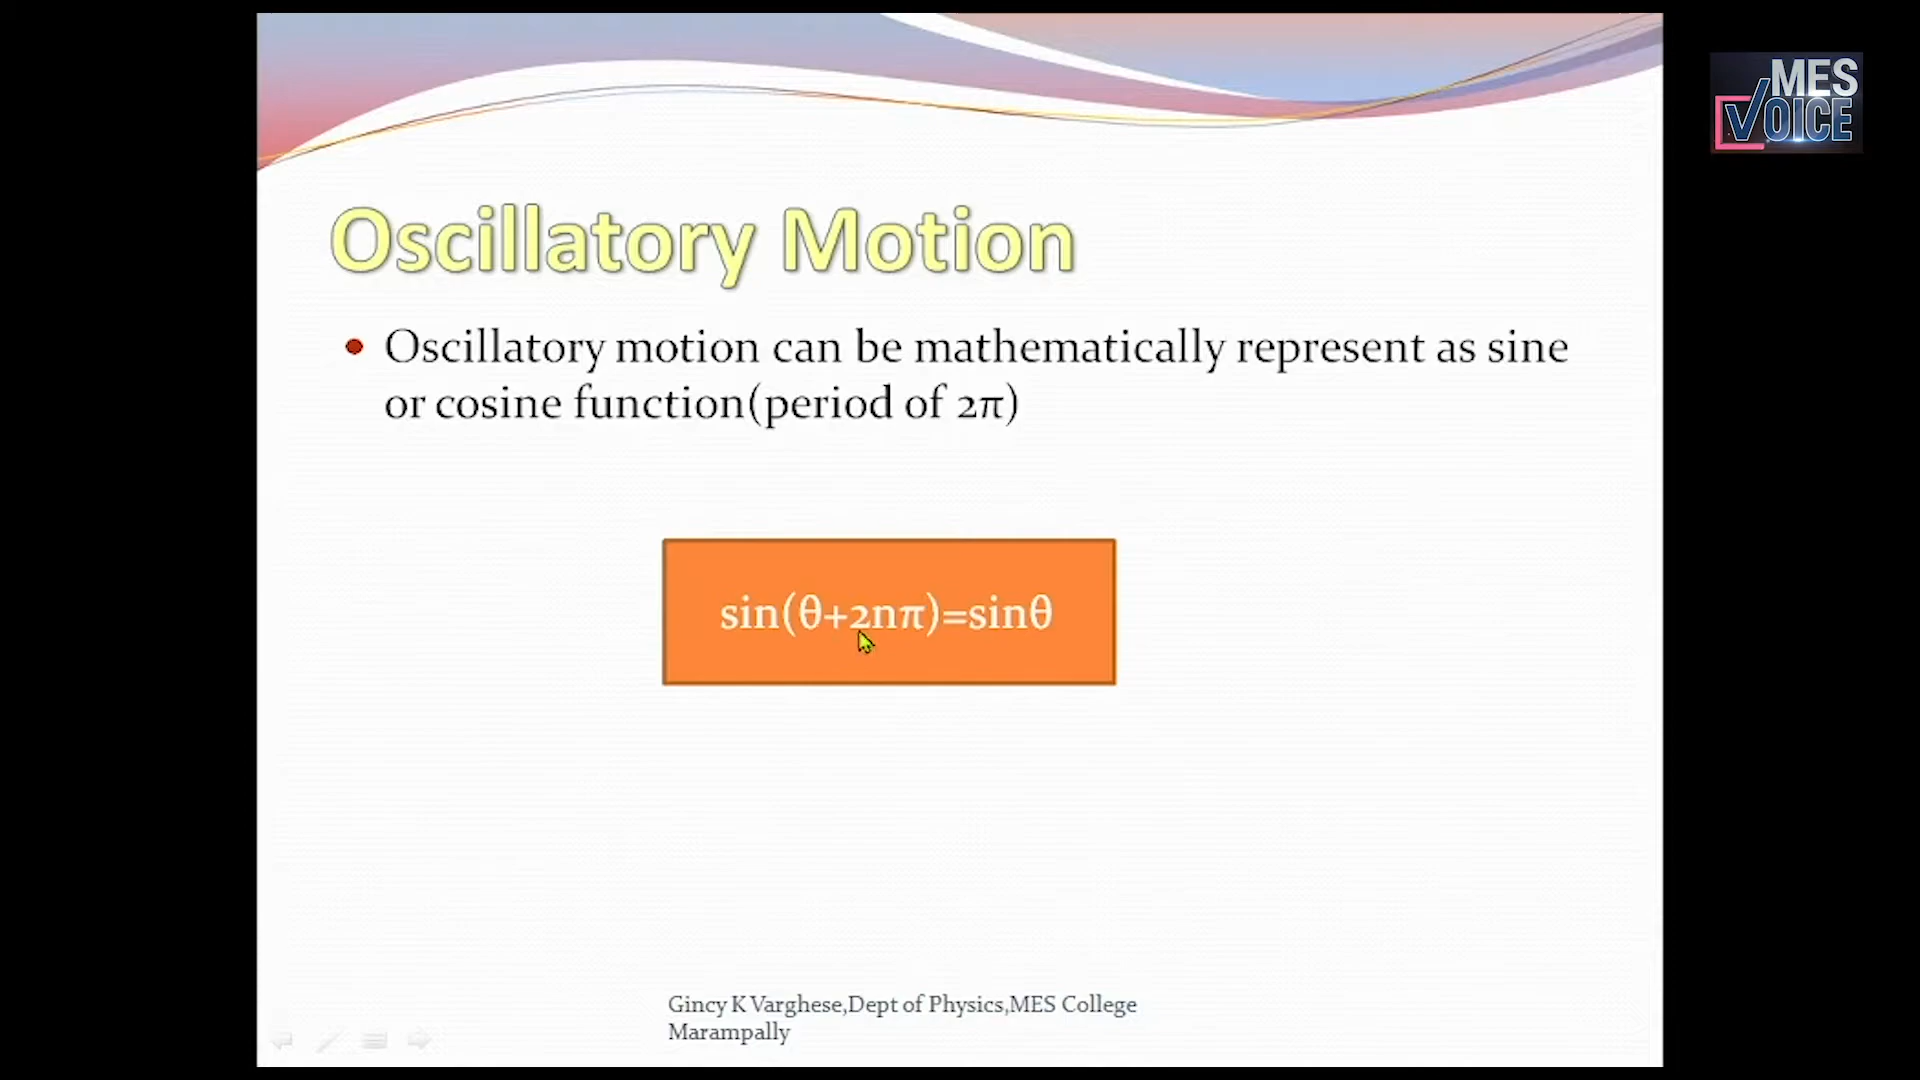 MES
VOICE
Oscillatory Motion
• Oscillatory motion can be mathematically represent as sine
or cosine function(period of 2π)
sin(θ+2nπ)=sinθ
Gincy K Varghese,Dept of Physics,MES College
Marampally